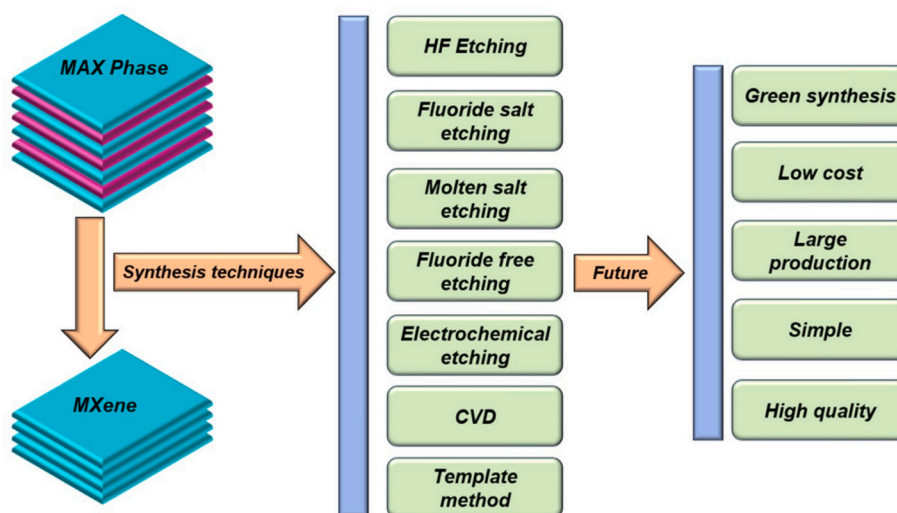 MAX Phase
Synthesis techniques
MXene
HF Etching
Fluoride salt
etching
Molten salt
etching
Fluoride free
etching
Electrochemical
etching
CVD
Template
method
Future
Green synthesis
Low cost
Large
production
Simple
High quality